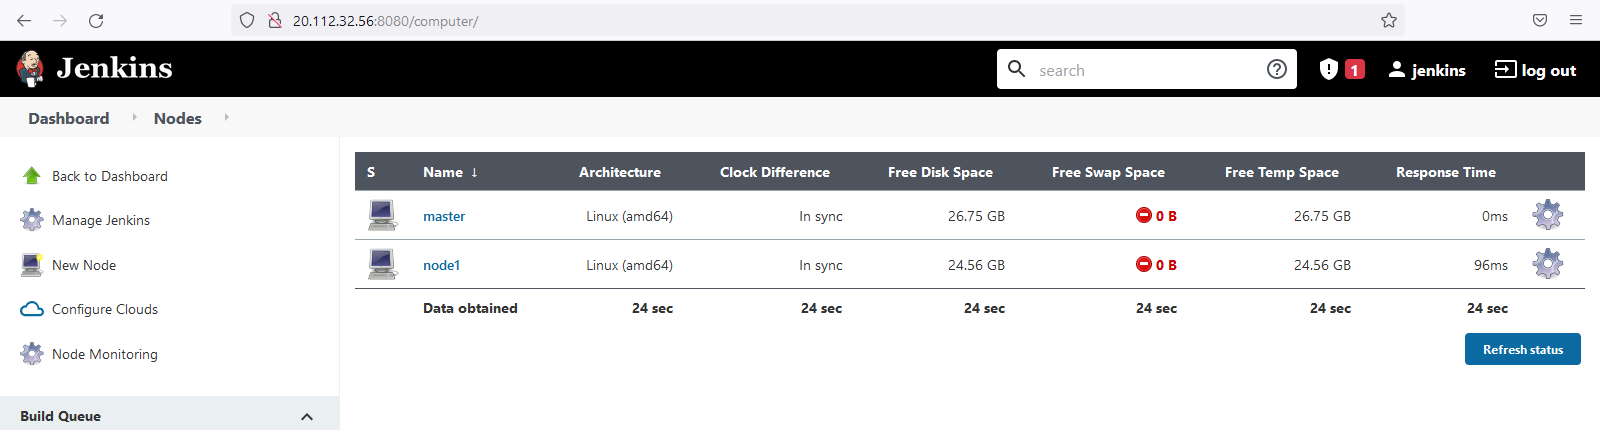 20.112.32.56:8080/computer/
Jenkins
search
1
jenkins
log out
Dashboard
Nodes
Back to Dashboard
Manage Jenkins
New Node
Configure Clouds
Node Monitoring
Build Queue
S Name ↓ Architecture Clock Difference Free Disk Space Free Swap Space Free Temp Space Response Time
master Linux (amd64) In sync 26.75 GB 0 B 26.75 GB 0ms
node1 Linux (amd64) In sync 24.56 GB 0 B 24.56 GB 96ms
Data obtained 24 sec 24 sec 24 sec 24 sec 24 sec 24 sec
Refresh status